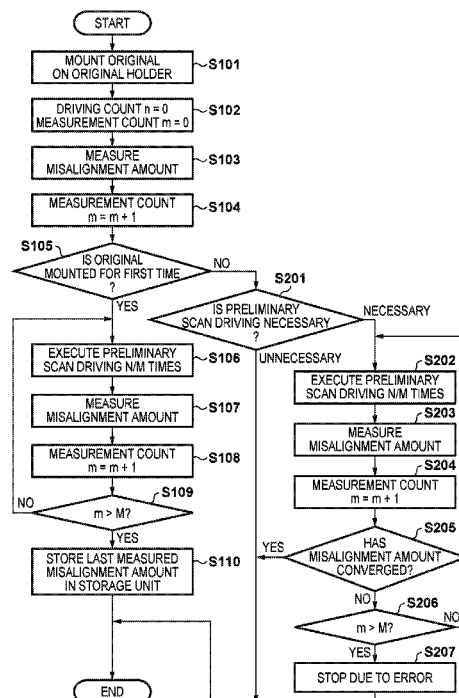 START
MOUNT ORIGINAL
ON ORIGINAL HOLDER
S101
DRIVING COUNT n = 0
MEASUREMENT COUNT m = 0
S102
MEASURE
MISALIGNMENT AMOUNT
S103
MEASUREMENT COUNT
m = m + 1
S104
S105
IS ORIGINAL
MOUNTED FOR FIRST TIME
?
NO
YES
S201
IS PRELIMINARY
SCAN DRIVING NECESSARY
?
NECESSARY
UNNECESSARY
EXECUTE PRELIMINARY
SCAN DRIVING N/M TIMES
S106
MEASURE
MISALIGNMENT AMOUNT
S107
MEASUREMENT COUNT
m = m + 1
S108
S109
m > M?
NO
YES
STORE LAST MEASURED
MISALIGNMENT AMOUNT
IN STORAGE UNIT
S110
END
S202
EXECUTE PRELIMINARY
SCAN DRIVING N/M TIMES
S203
MEASURE
MISALIGNMENT AMOUNT
S204
MEASUREMENT COUNT
m = m + 1
S205
HAS
MISALIGNMENT AMOUNT
CONVERGED?
YES
NO
S206
m > M?
NO
YES
S207
STOP DUE TO ERROR